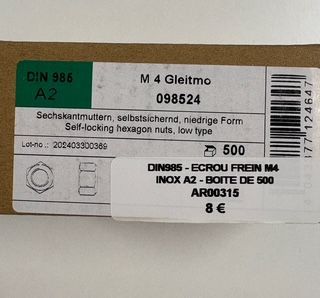 DIN 985
A2
M 4 Gleitmo
098524
Sechskantmuttern, selbstsichernd, niedrige Form
Self-locking hexagon nuts, low type
Lot-no.: 202403300369
500
DIN985 - ECROU FREIN M4
INOX A2 - BOITE DE 500
AR00315
8 €